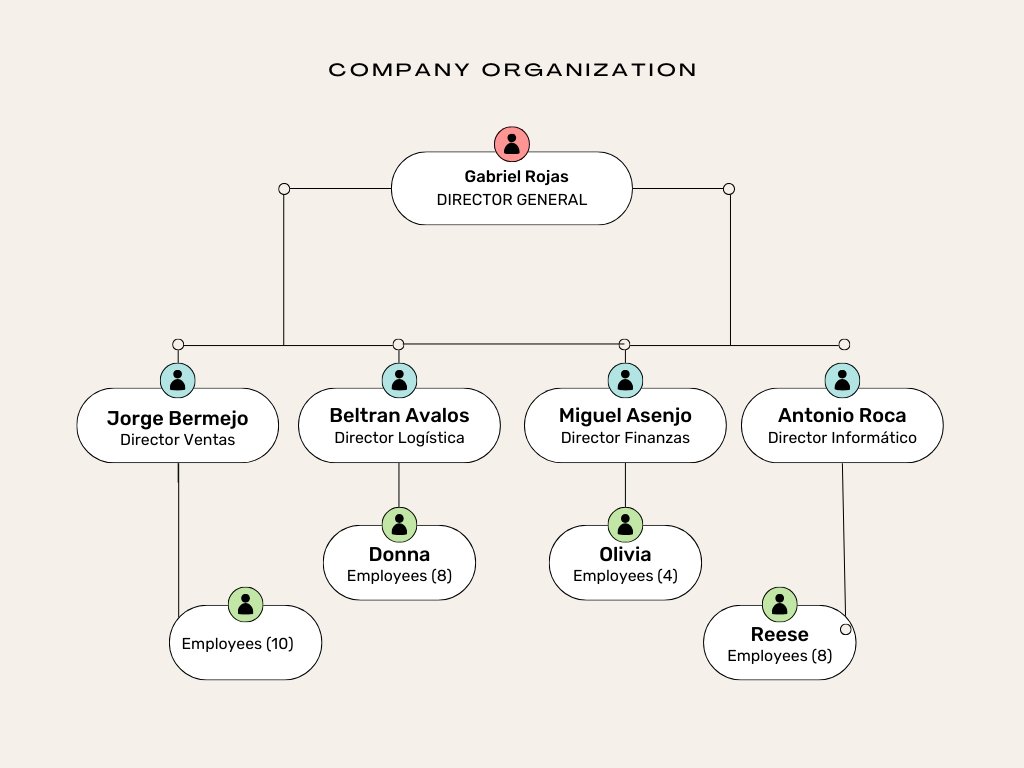 COMPANY ORGANIZATION
Gabriel Rojas
DIRECTOR GENERAL
Jorge Bermejo
Director Ventas
Beltran Avalos
Director Logística
Miguel Asenjo
Director Finanzas
Antonio Roca
Director Informático
Donna
Employees (8)
Olivia
Employees (4)
Employees (10)
Reese
Employees (8)